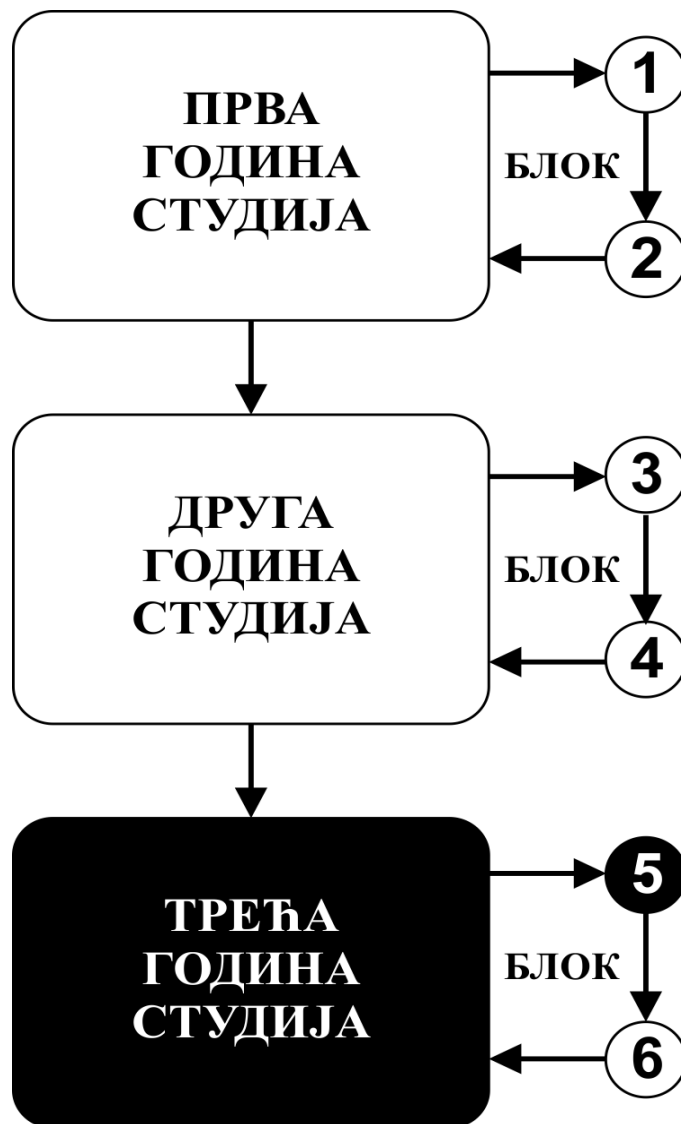 ПРВА
ГОДИНА
СТУДИЈА
1
БЛОК
2
ДРУГА
ГОДИНА
СТУДИЈА
3
БЛОК
4
ТРЕЋА
ГОДИНА
СТУДИЈА
5
БЛОК
6